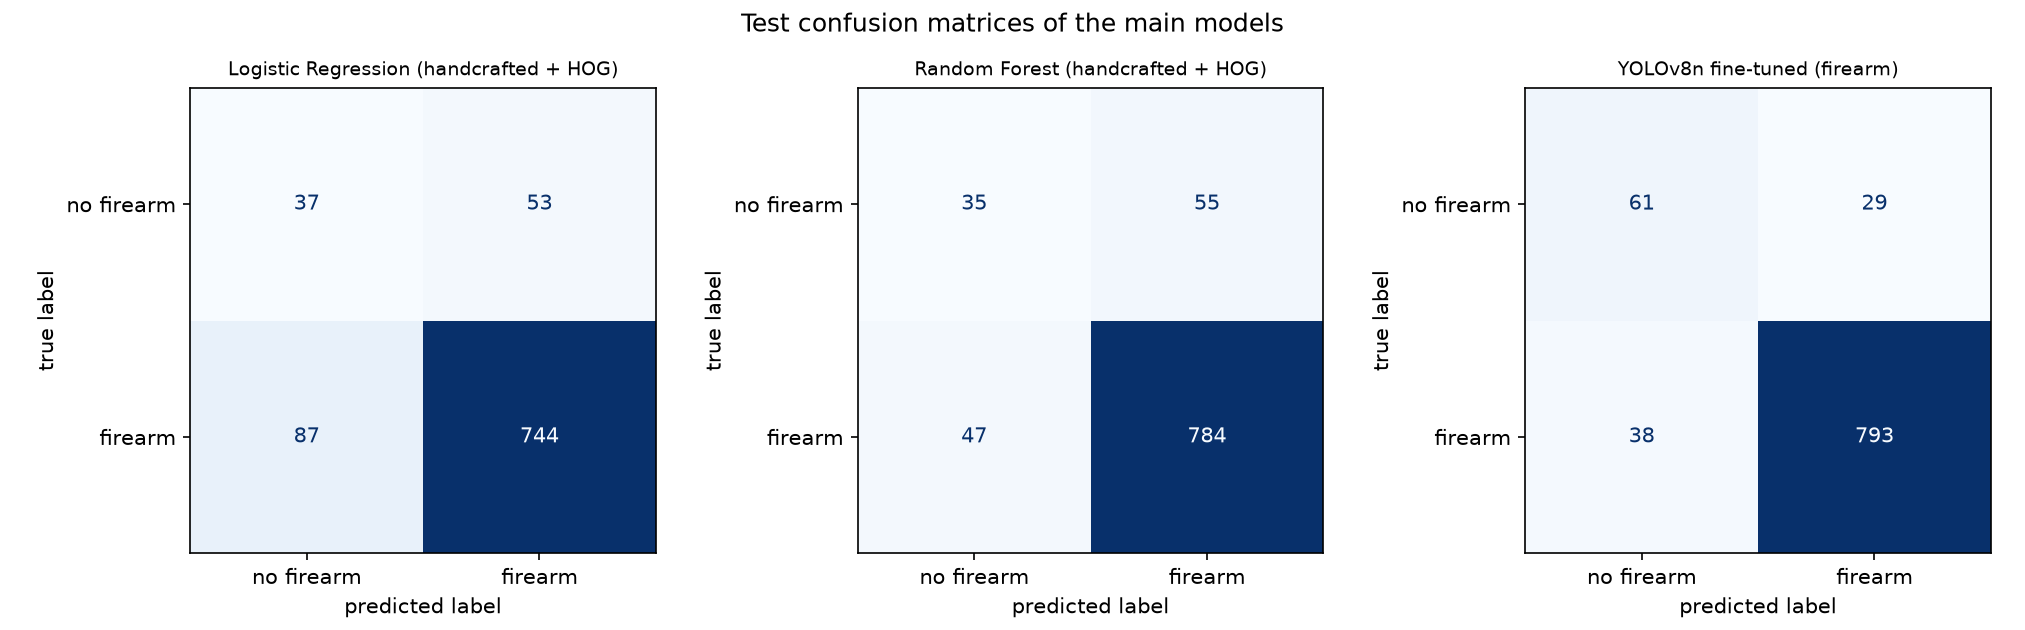 Test confusion matrices of the main models
Logistic Regression (handcrafted + HOG)
no firearm
37
53
firearm
87
744
true label
no firearm
firearm
predicted label
Random Forest (handcrafted + HOG)
no firearm
35
55
firearm
47
784
true label
no firearm
firearm
predicted label
YOLOv8n fine-tuned (firearm)
no firearm
61
29
firearm
38
793
true label
no firearm
firearm
predicted label